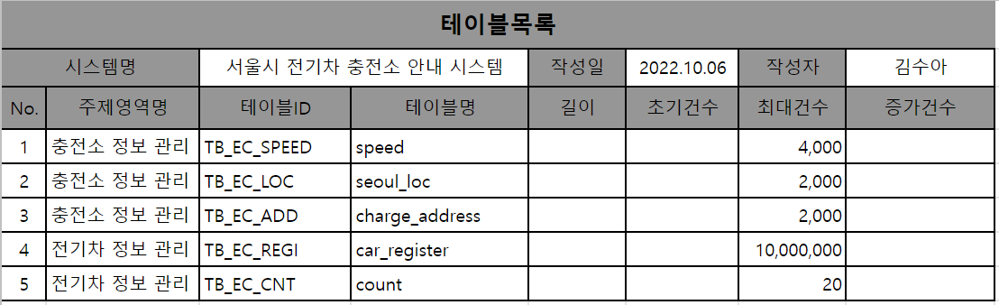 테이블목록
시스템명 서울시 전기차 충전소 안내 시스템 작성일 2022.10.06 작성자 김수아
No. 주제영역명 테이블ID 테이블명 길이 초기건수 최대건수 증가건수
1 충전소 정보 관리 TB_EC_SPEED speed 4,000
2 충전소 정보 관리 TB_EC_LOC seoul_loc 2,000
3 충전소 정보 관리 TB_EC_ADD charge_address 2,000
4 전기차 정보 관리 TB_EC_REGI car_register 10,000,000
5 전기차 정보 관리 TB_EC_CNT count 20